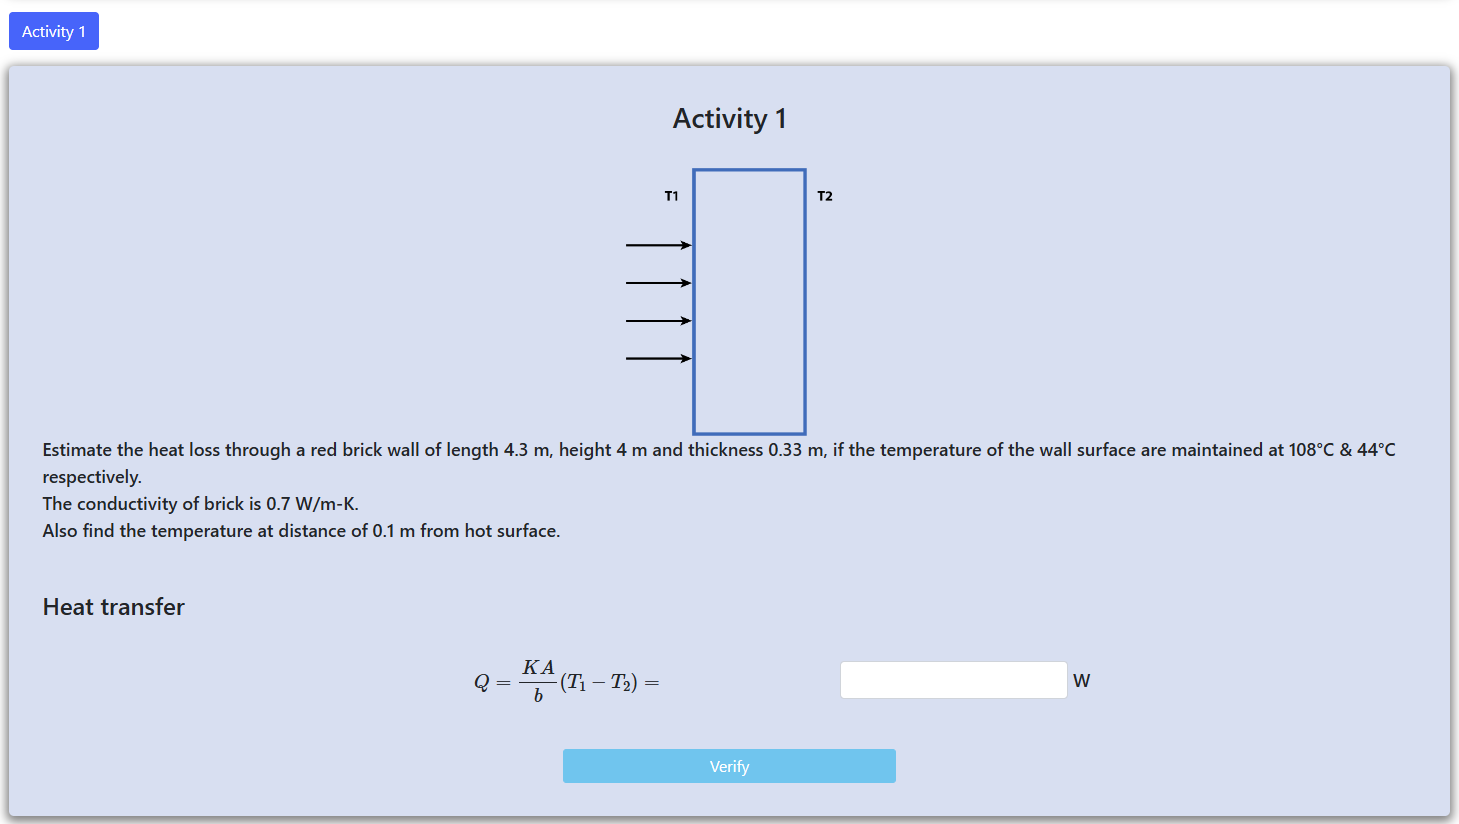 Activity 1
Activity 1
T1
T2
Estimate the heat loss through a red brick wall of length 4.3 m, height 4 m and thickness 0.33 m, if the temperature of the wall surface are maintained at 108°C & 44°C
respectively.
The conductivity of brick is 0.7 W/m-K.
Also find the temperature at distance of 0.1 m from hot surface.
Heat transfer
Q = \frac{KA}{b}(T₁ − T₂) =
W
Verify